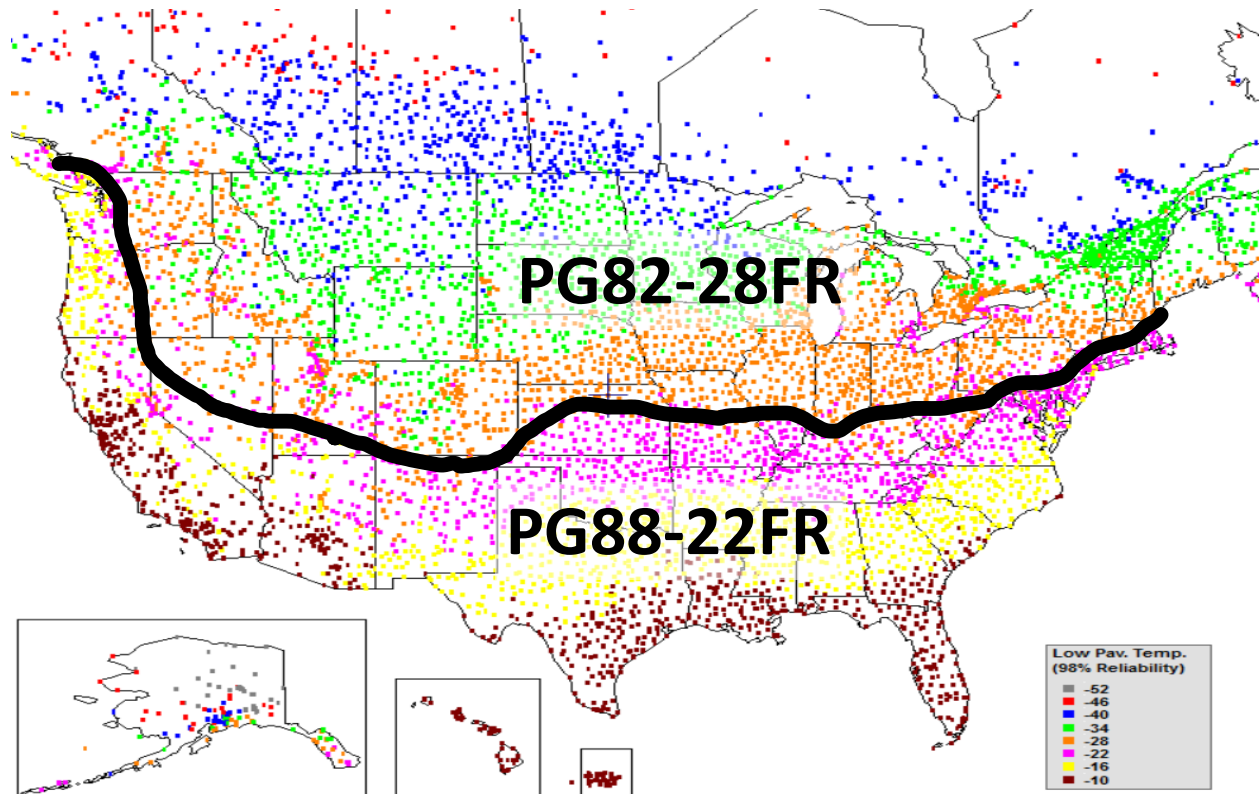 PG82-28FR
PG88-22FR
Low Pav. Temp.
(98% Reliability)
-52
-46
-40
-34
-28
-22
-16
-10